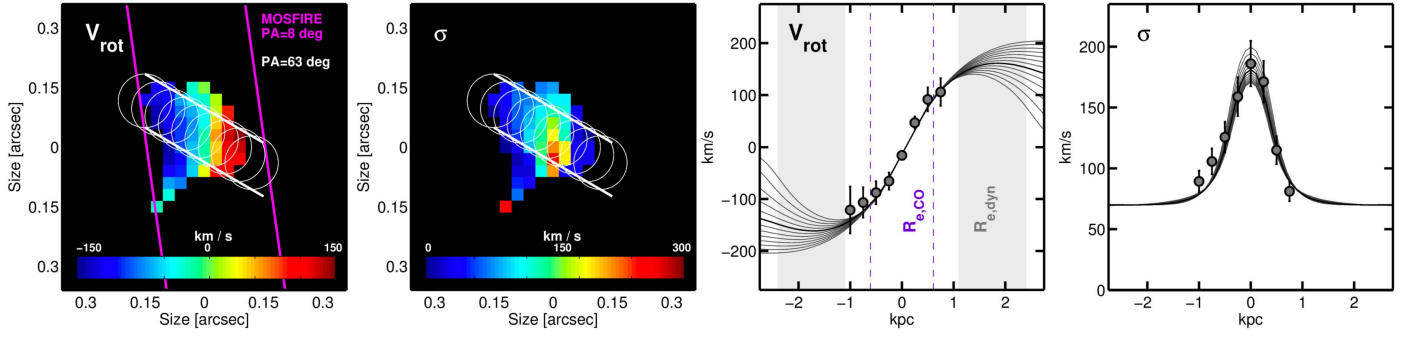 V_rot
MOSFIRE
PA=8 deg
PA=63 deg
Size [arcsec]
0.3
0.15
0
0.15
0.3
km / s
−150
0
150
0.3
0.15
0
0.15
0.3
Size [arcsec]
σ
Size [arcsec]
0.3
0.15
0
0.15
0.3
km / s
0
150
300
0.3
0.15
0
0.15
0.3
Size [arcsec]
V_rot
km/s
200
100
0
−100
−200
R_e,CO
R_e,dyn
−2
−1
0
1
2
kpc
σ
km/s
200
150
100
50
0
−2
−1
0
1
2
kpc